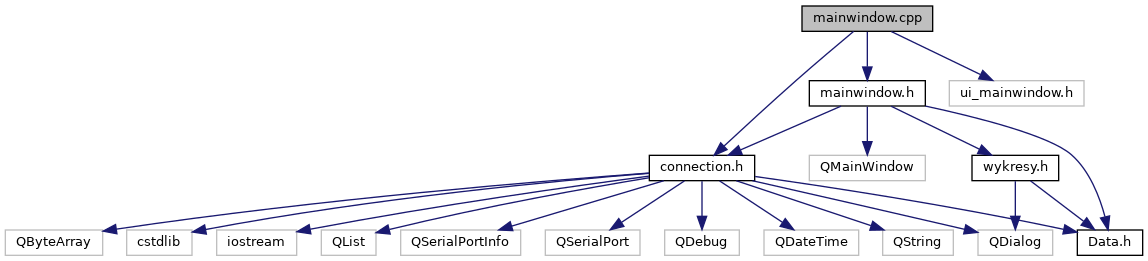 mainwindow.cpp
mainwindow.h
ui_mainwindow.h
connection.h
QMainWindow
wykresy.h
QByteArray
cstdlib
iostream
QList
QSerialPortInfo
QSerialPort
QDebug
QDateTime
QString
QDialog
Data.h